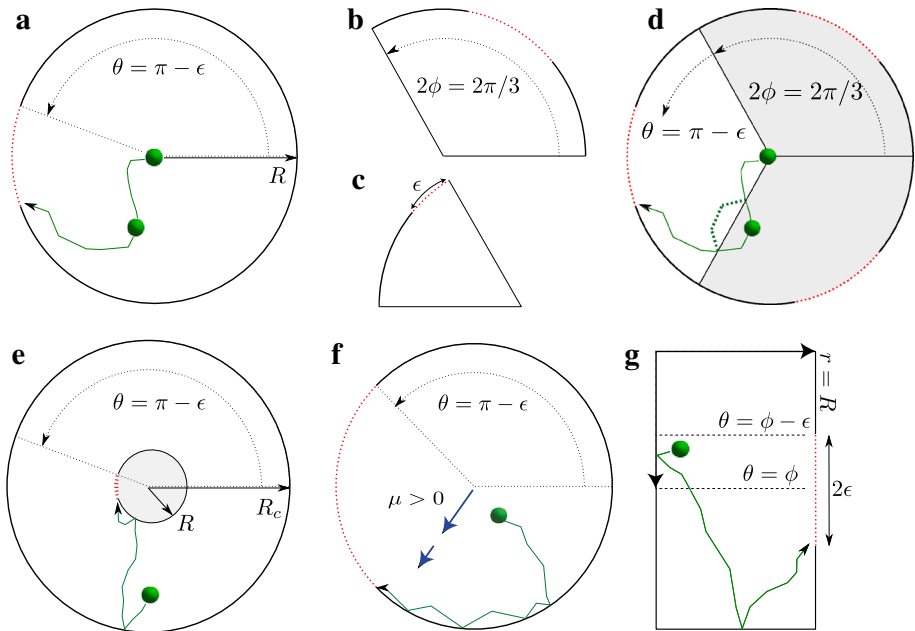 a
θ = π − ϵ
R
b
2φ = 2π/3
c
ϵ
d
2φ = 2π/3
θ = π − ϵ
e
θ = π − ϵ
R
R_c
f
θ = π − ϵ
μ > 0
g
r = R
θ = ϕ − ϵ
θ = ϕ
2ϵ